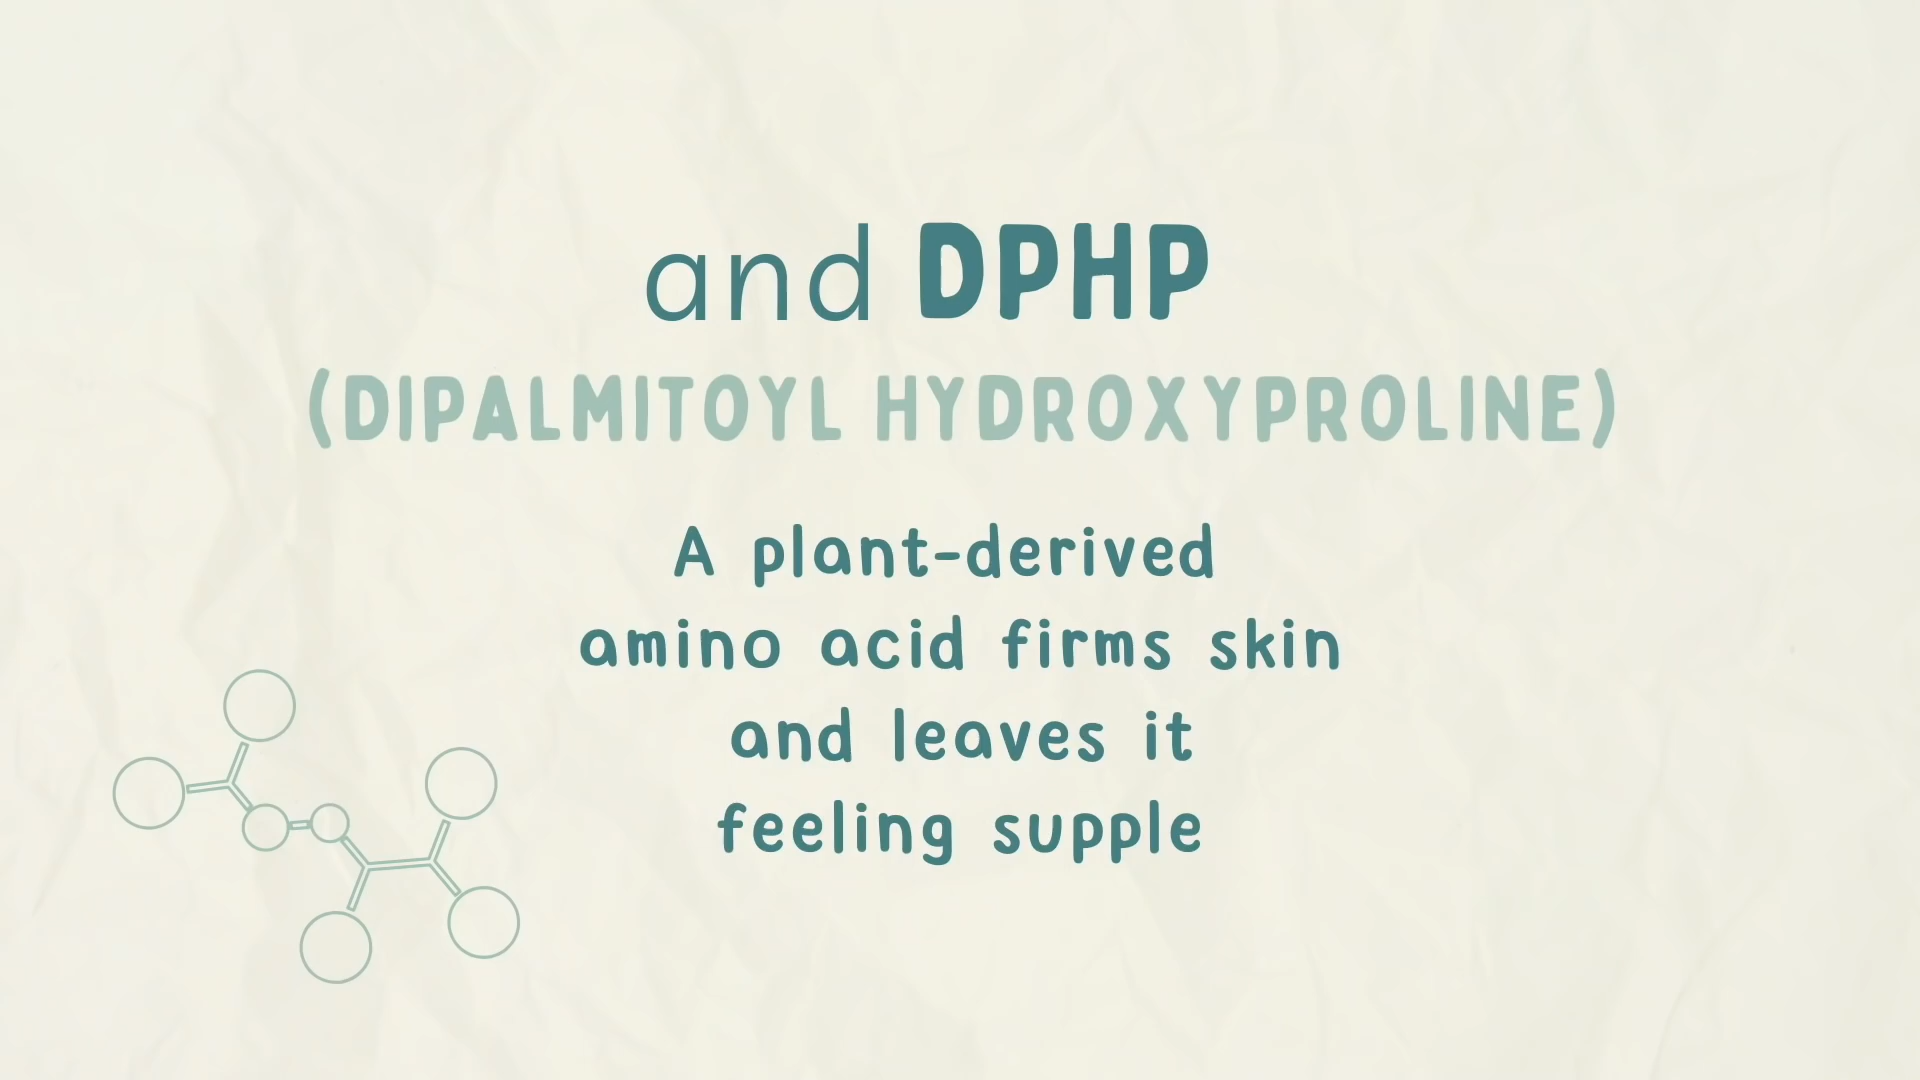 and DPHP
(DIPALMITOYL HYDROXYPROLINE)
A plant-derived
amino acid firms skin
and leaves it
feeling supple